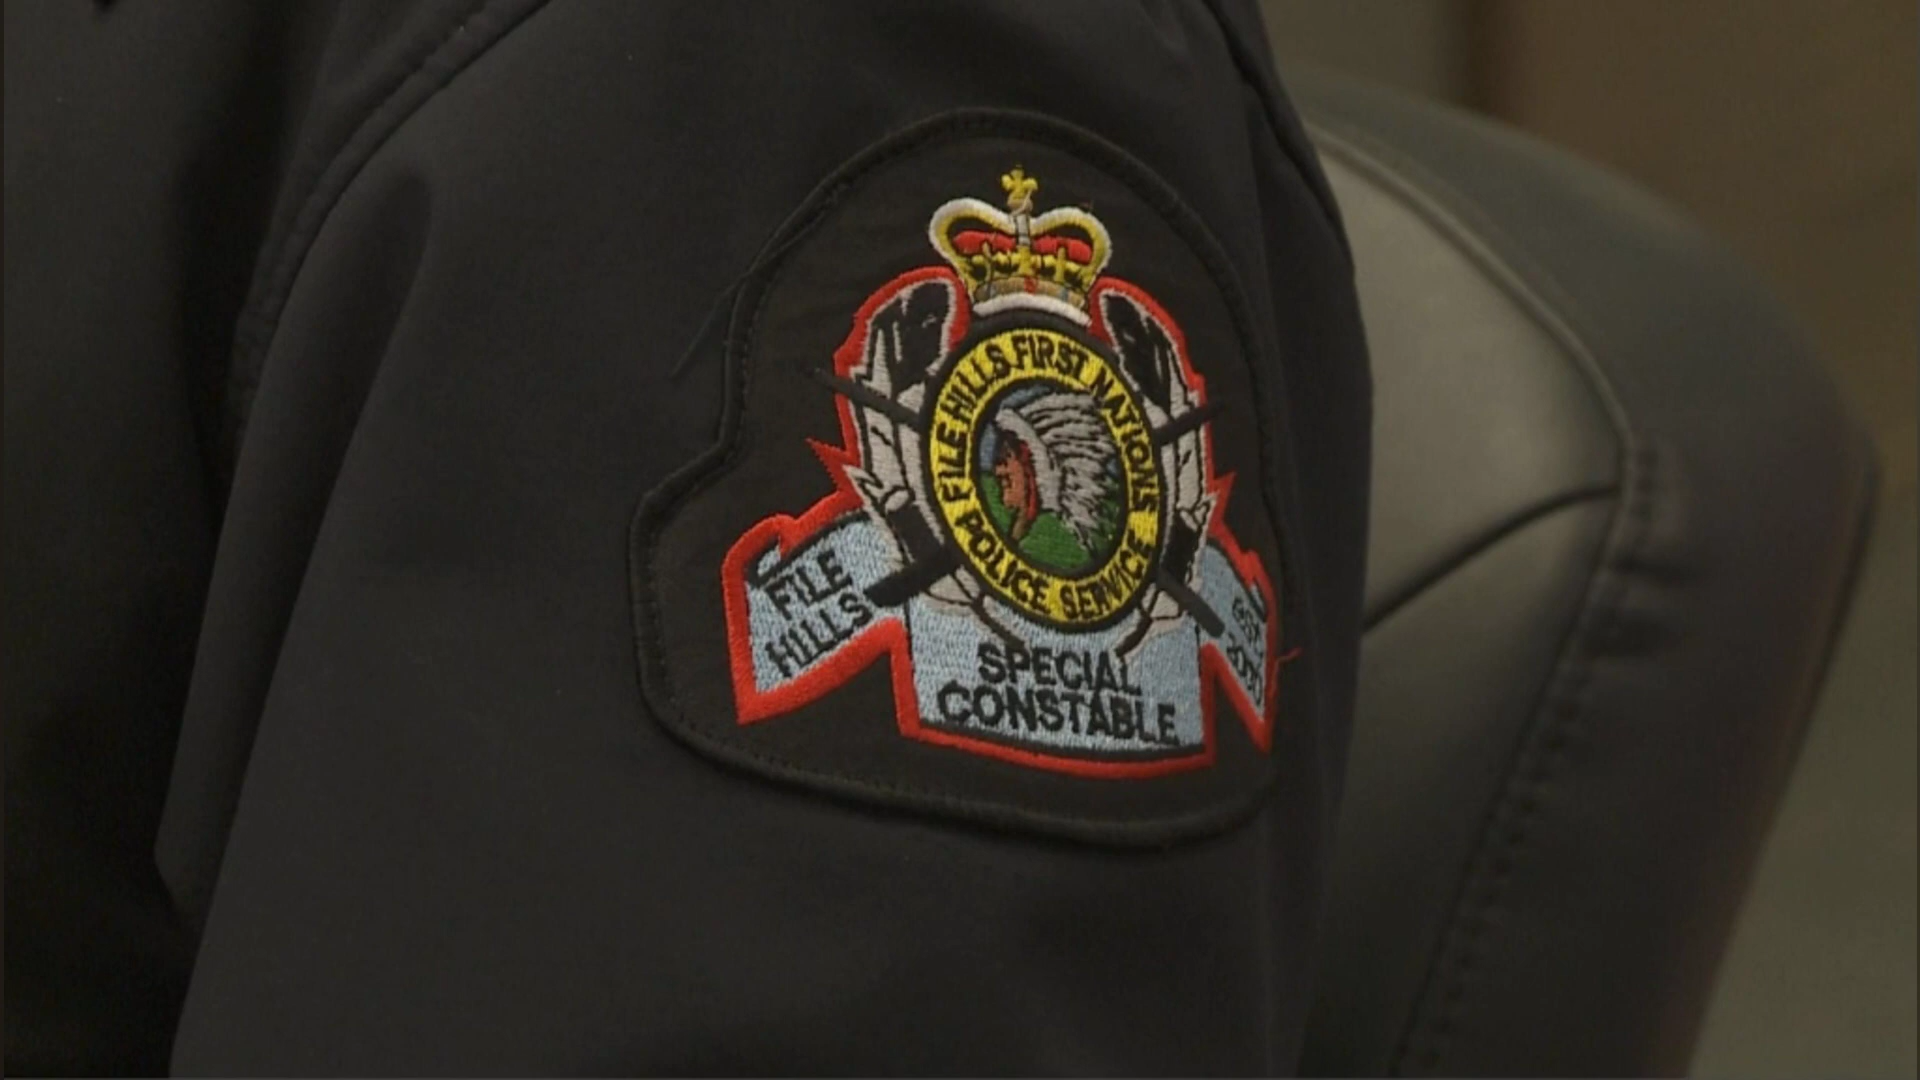 FILE HILLS FIRST NATIONS
POLICE SERVICE
FILE
HILLS
SPECIAL
CONSTABLE